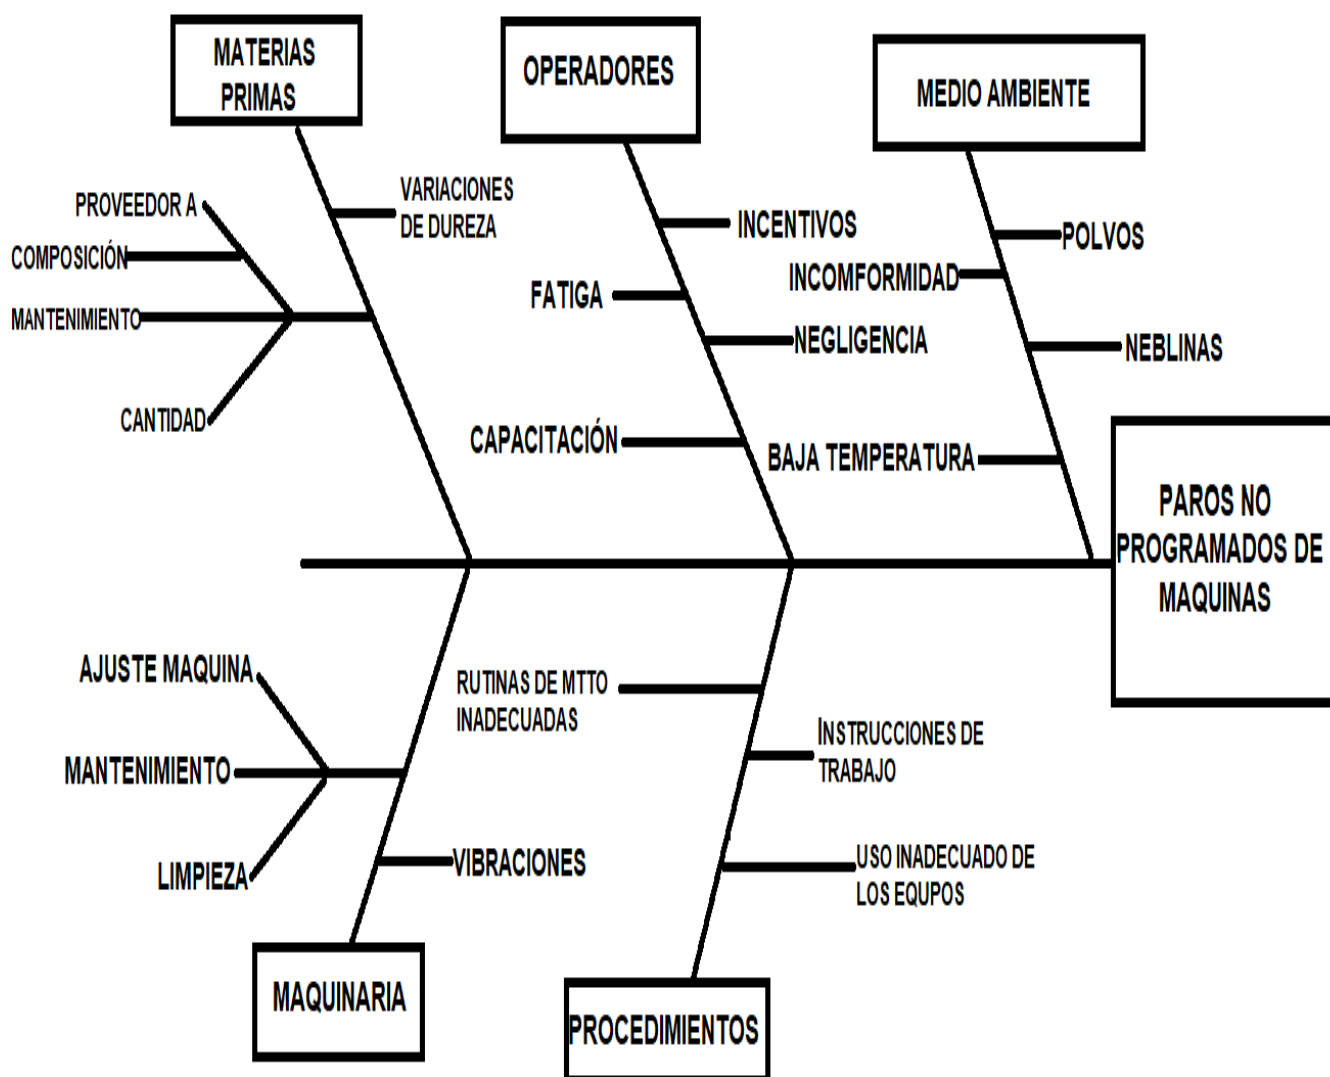 MATERIAS
PRIMAS
OPERADORES
MEDIO AMBIENTE
PROVEEDOR A
COMPOSICIÓN
MANTENIMIENTO
CANTIDAD
VARIACIONES
DE DUREZA
INCENTIVOS
FATIGA
NEGLIGENCIA
CAPACITACIÓN
POLVOS
INCOMFORMIDAD
NEBLINAS
BAJA TEMPERATURA
PAROS NO
PROGRAMADOS DE
MAQUINAS
AJUSTE MAQUINA
MANTENIMIENTO
LIMPIEZA
VIBRACIONES
RUTINAS DE MTTO
INADECUADAS
INSTRUCCIONES DE
TRABAJO
USO INADECUADO DE
LOS EQUPOS
MAQUINARIA
PROCEDIMIENTOS